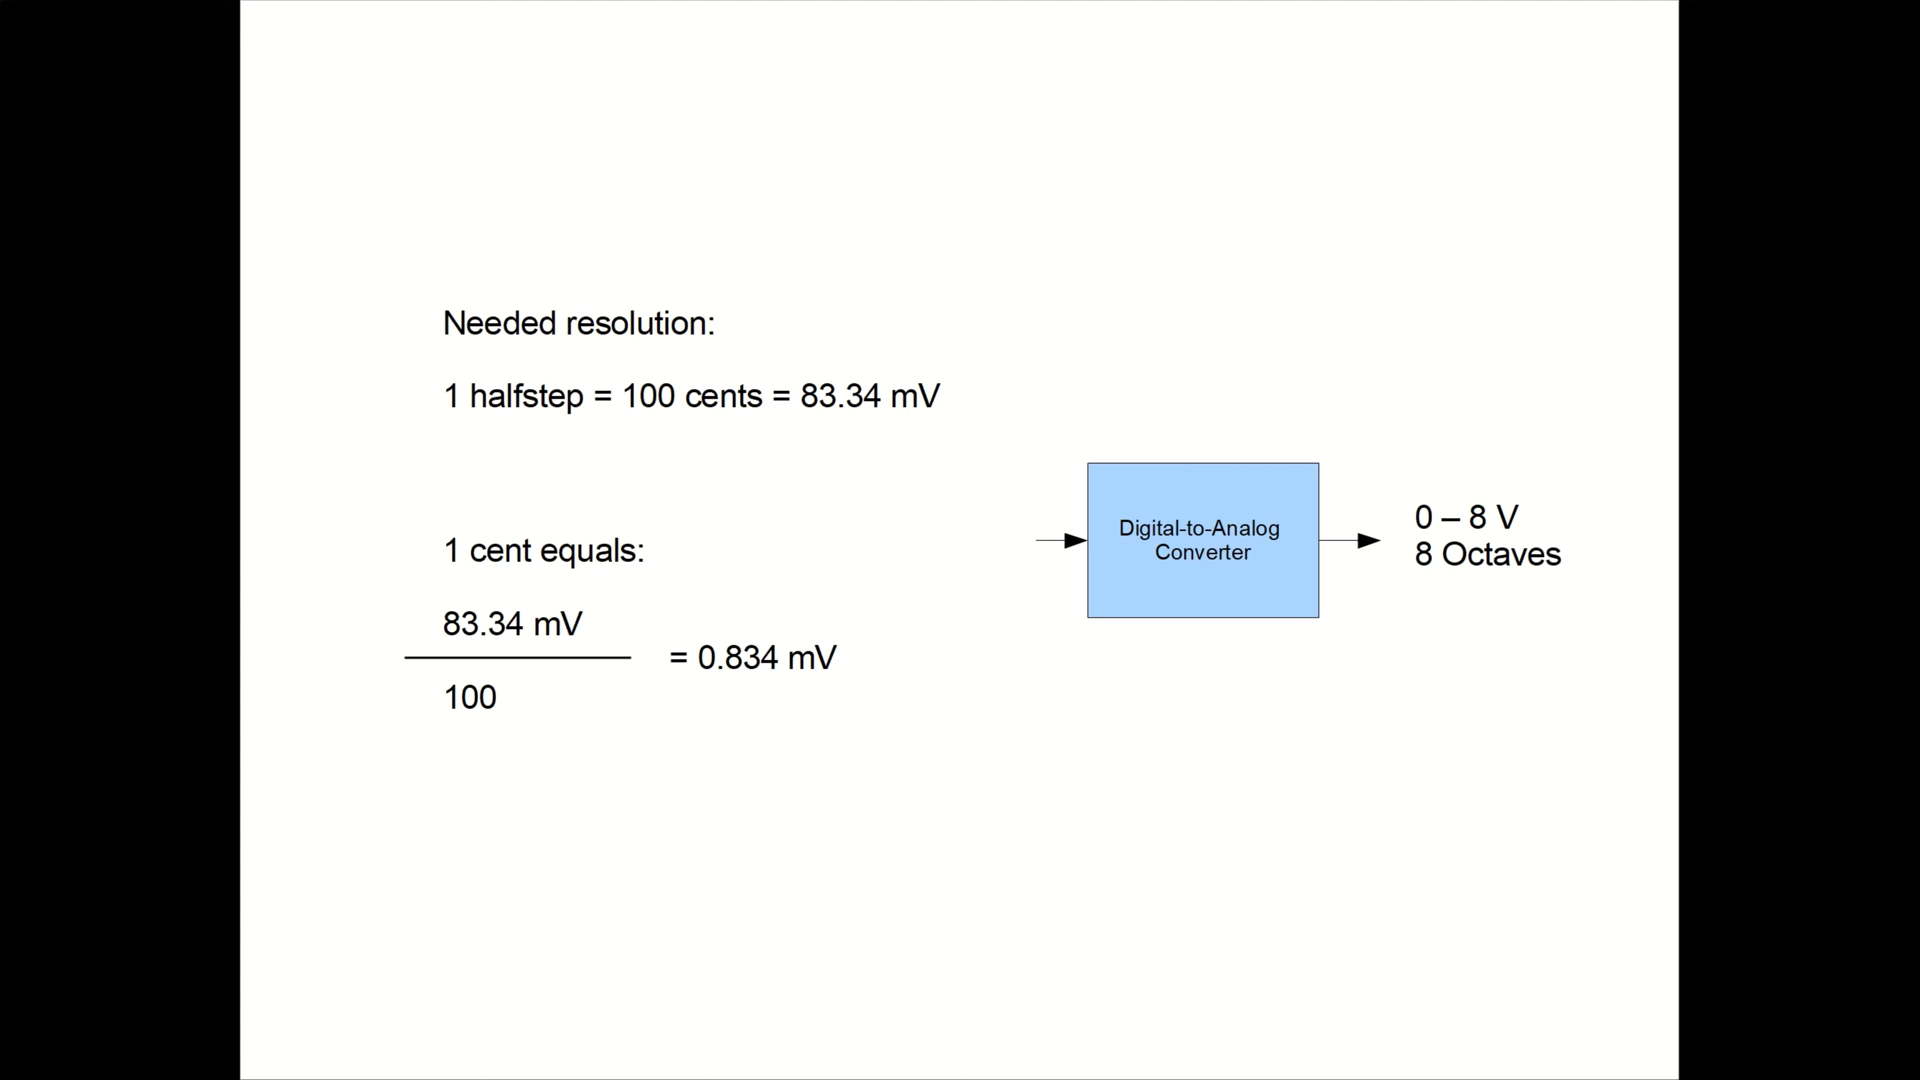 Needed resolution:
1 halfstep = 100 cents = 83.34 mV
1 cent equals:
83.34 mV
= 0.834 mV
100
Digital-to-Analog
Converter
0 – 8 V
8 Octaves